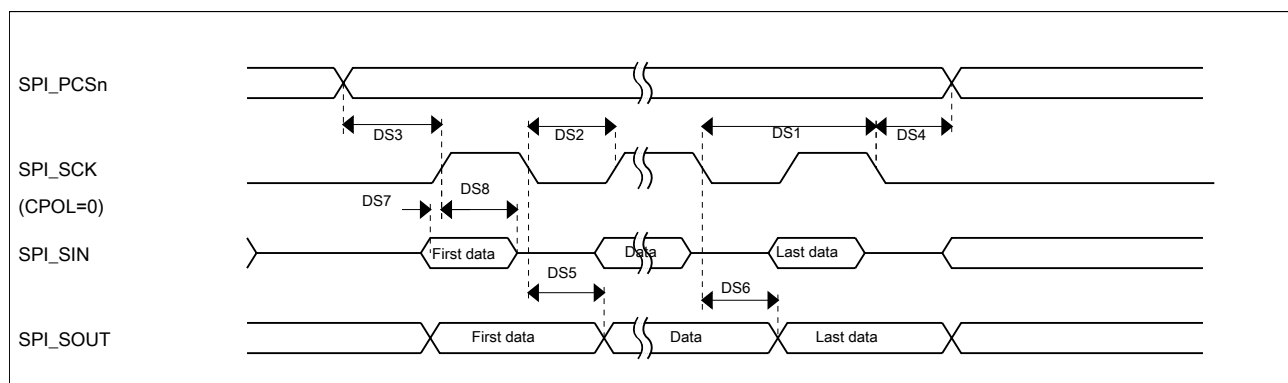 SPI_PCSn
DS3
DS2
DS1
DS4
SPI_SCK
(CPOL=0)
DS7
DS8
SPI_SIN
First data
Data
Last data
DS5
DS6
SPI_SOUT
First data
Data
Last data